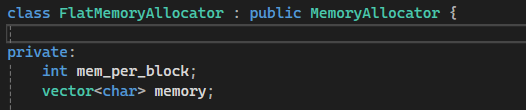 class FlatMemoryAllocator : public MemoryAllocator {
private:
int mem_per_block;
vector<char> memory;